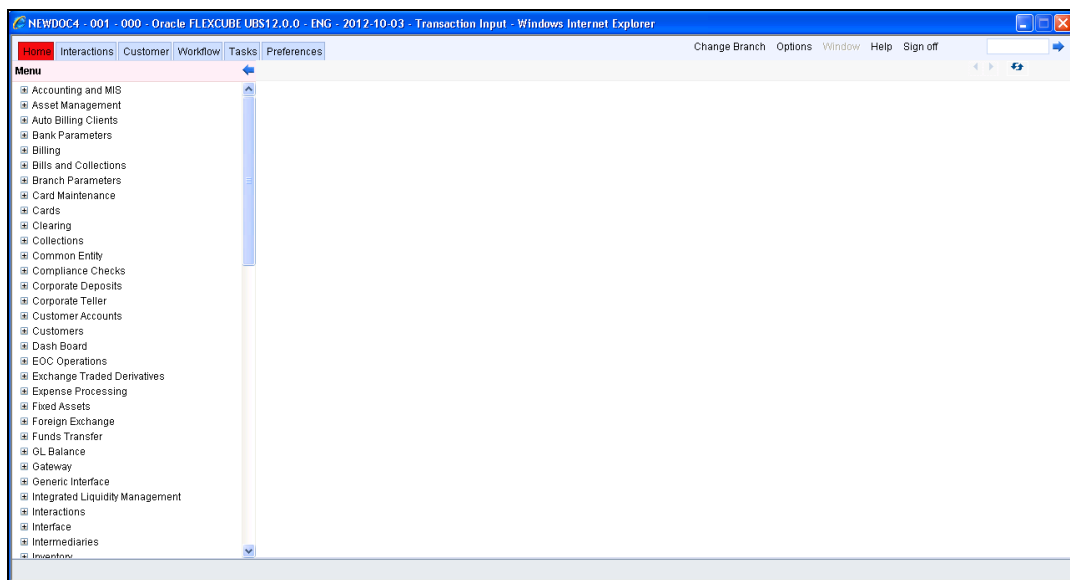 NEWDOC4 - 001 - 000 - Oracle FLEXCUBE UBS12.0.0 - ENG - 2012-10-03 - Transaction Input - Windows Internet Explorer
Home Interactions Customer Workflow Tasks Preferences Change Branch Options Window Help Sign off
Menu
Accounting and MIS
Asset Management
Auto Billing Clients
Bank Parameters
Billing
Bills and Collections
Branch Parameters
Card Maintenance
Cards
Clearing
Collections
Common Entity
Compliance Checks
Corporate Deposits
Corporate Teller
Customer Accounts
Customers
Dash Board
EOC Operations
Exchange Traded Derivatives
Expense Processing
Fixed Assets
Foreign Exchange
Funds Transfer
GL Balance
Gateway
Generic Interface
Integrated Liquidity Management
Interactions
Interface
Intermediaries
Inventory